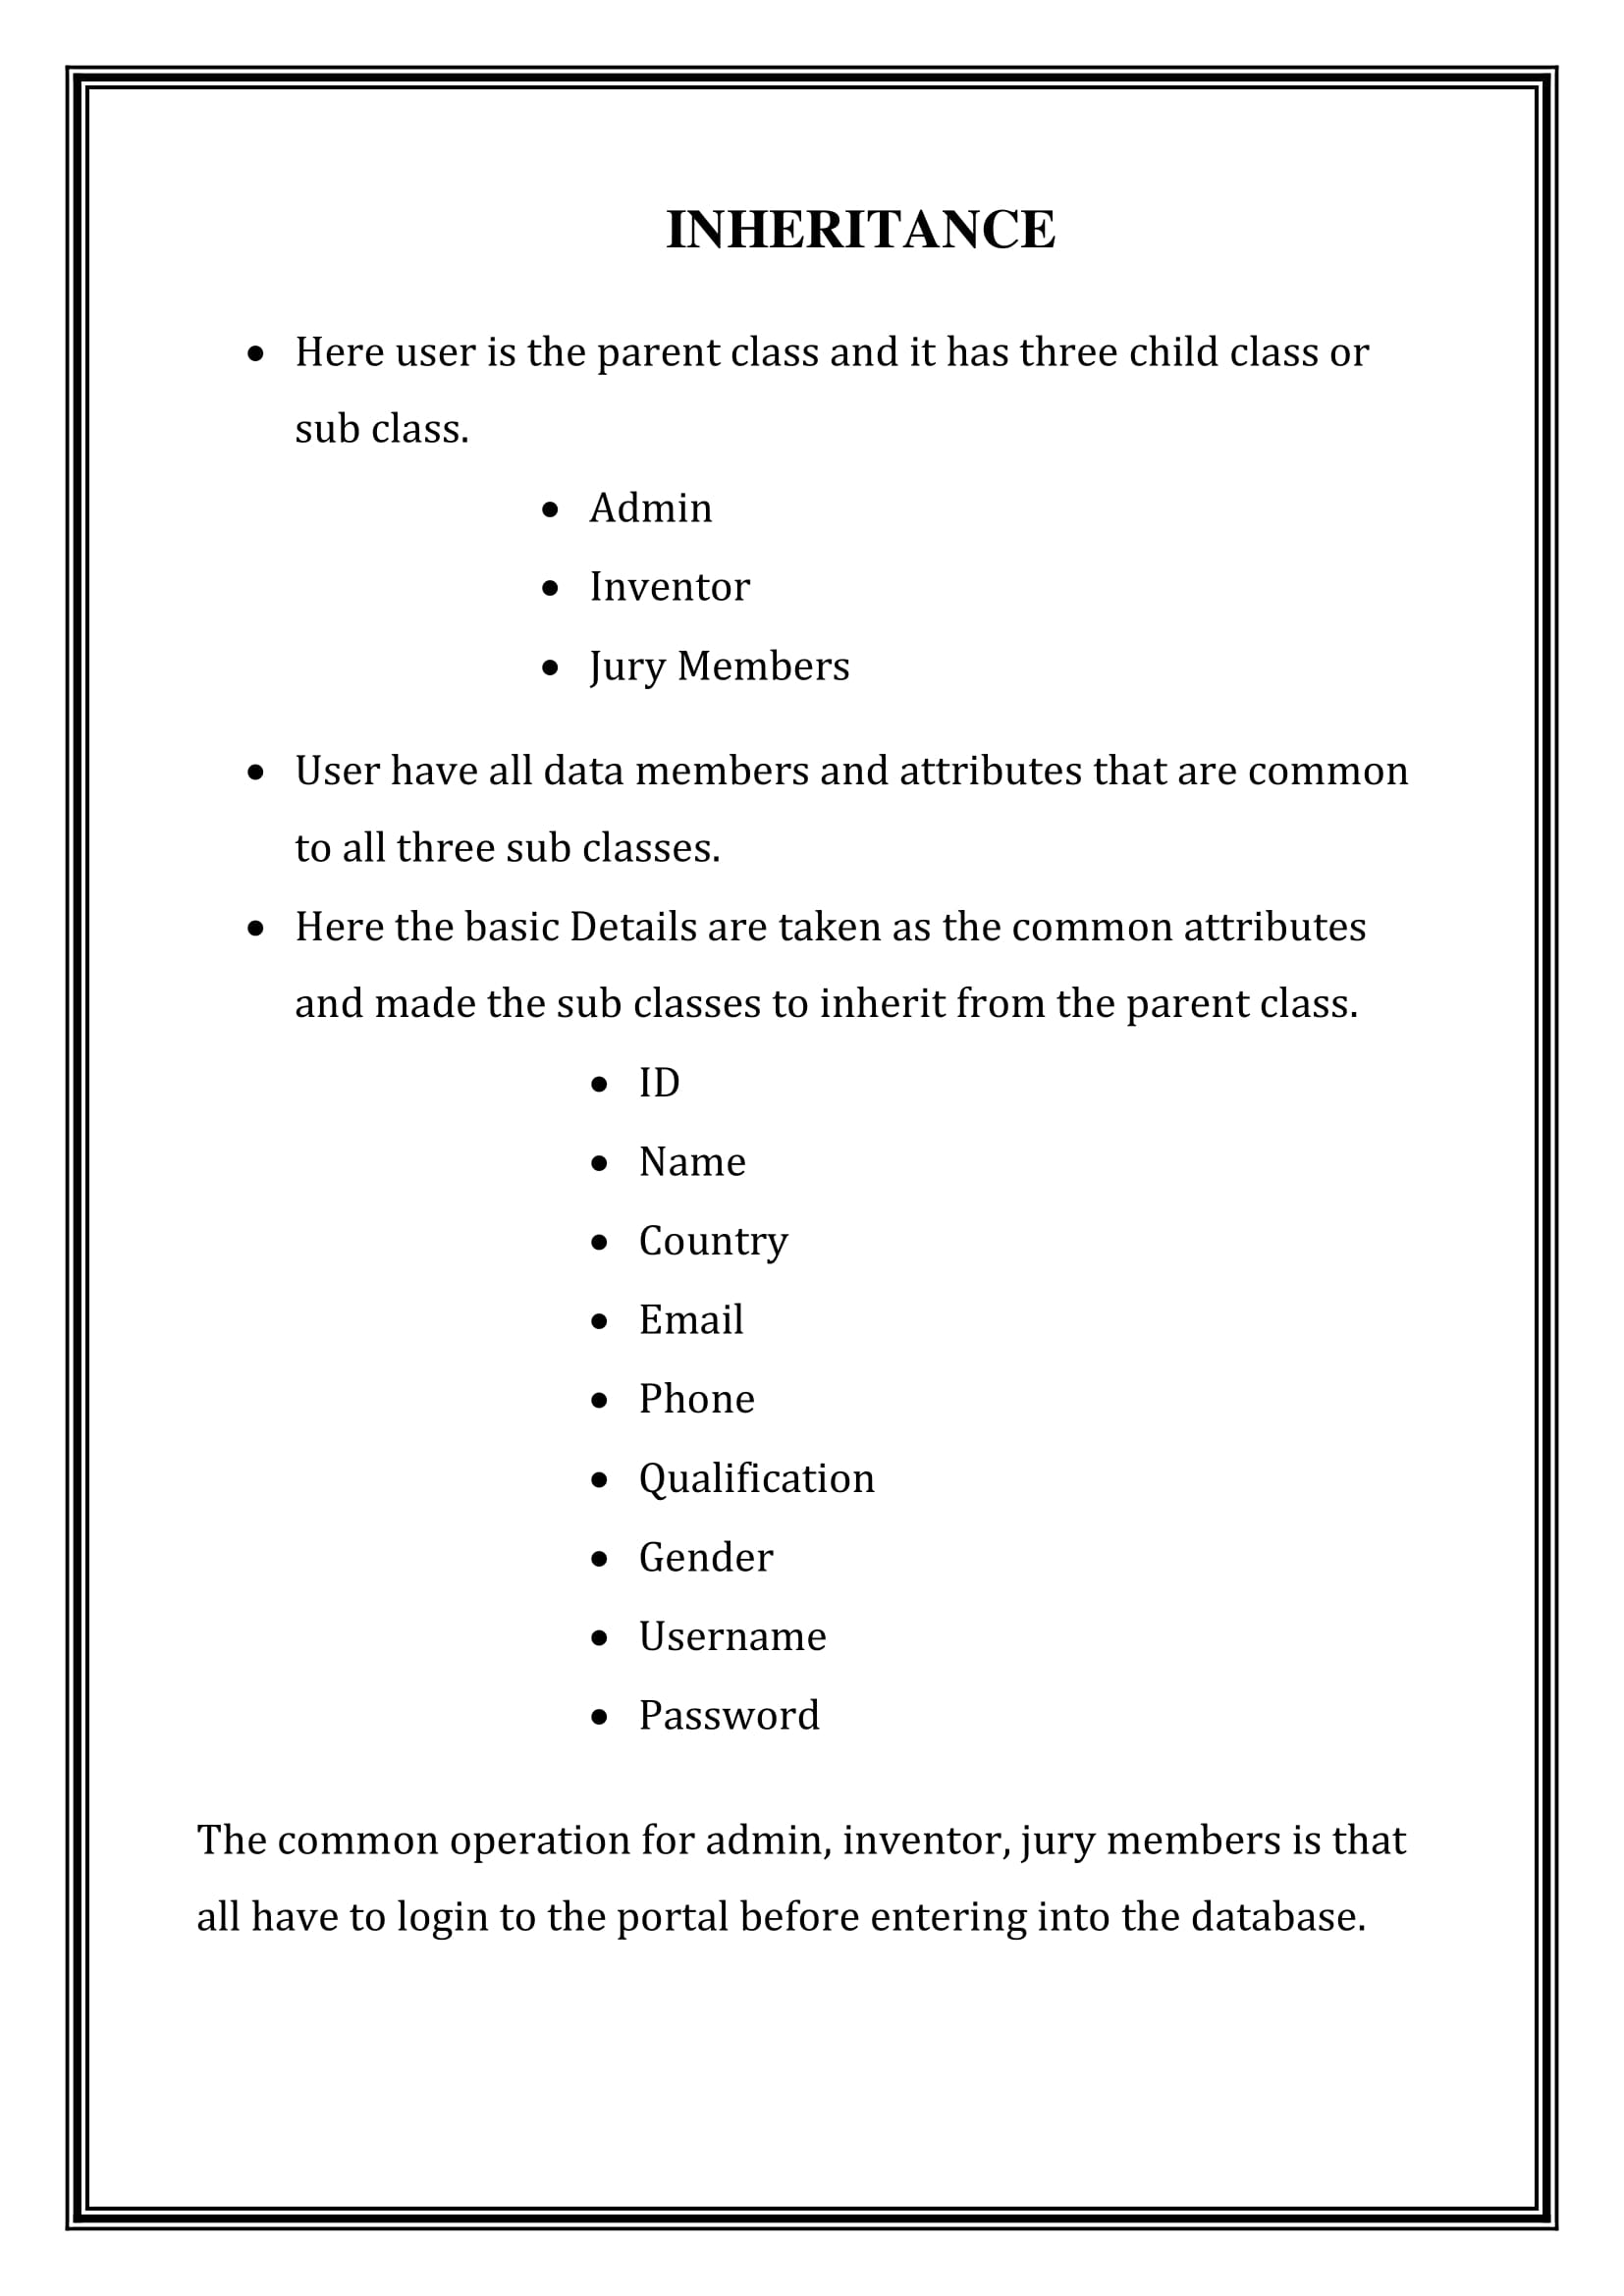 INHERITANCE
• Here user is the parent class and it has three child class or
sub class.
• Admin
• Inventor
• Jury Members
• User have all data members and attributes that are common
to all three sub classes.
• Here the basic Details are taken as the common attributes
and made the sub classes to inherit from the parent class.
• ID
• Name
• Country
• Email
• Phone
• Qualification
• Gender
• Username
• Password
The common operation for admin, inventor, jury members is that
all have to login to the portal before entering into the database.